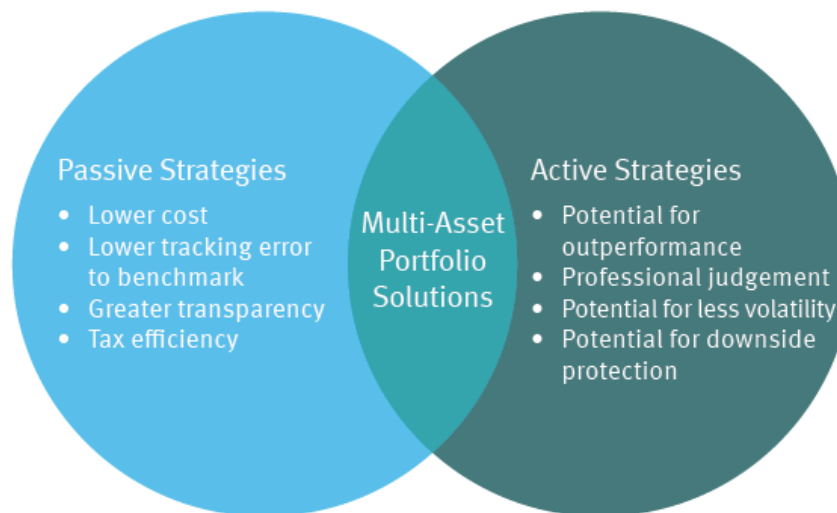 Passive Strategies
• Lower cost
• Lower tracking error
to benchmark
• Greater transparency
• Tax efficiency
Multi-Asset
Portfolio
Solutions
Active Strategies
• Potential for
outperformance
• Professional judgement
• Potential for less volatility
• Potential for downside
protection